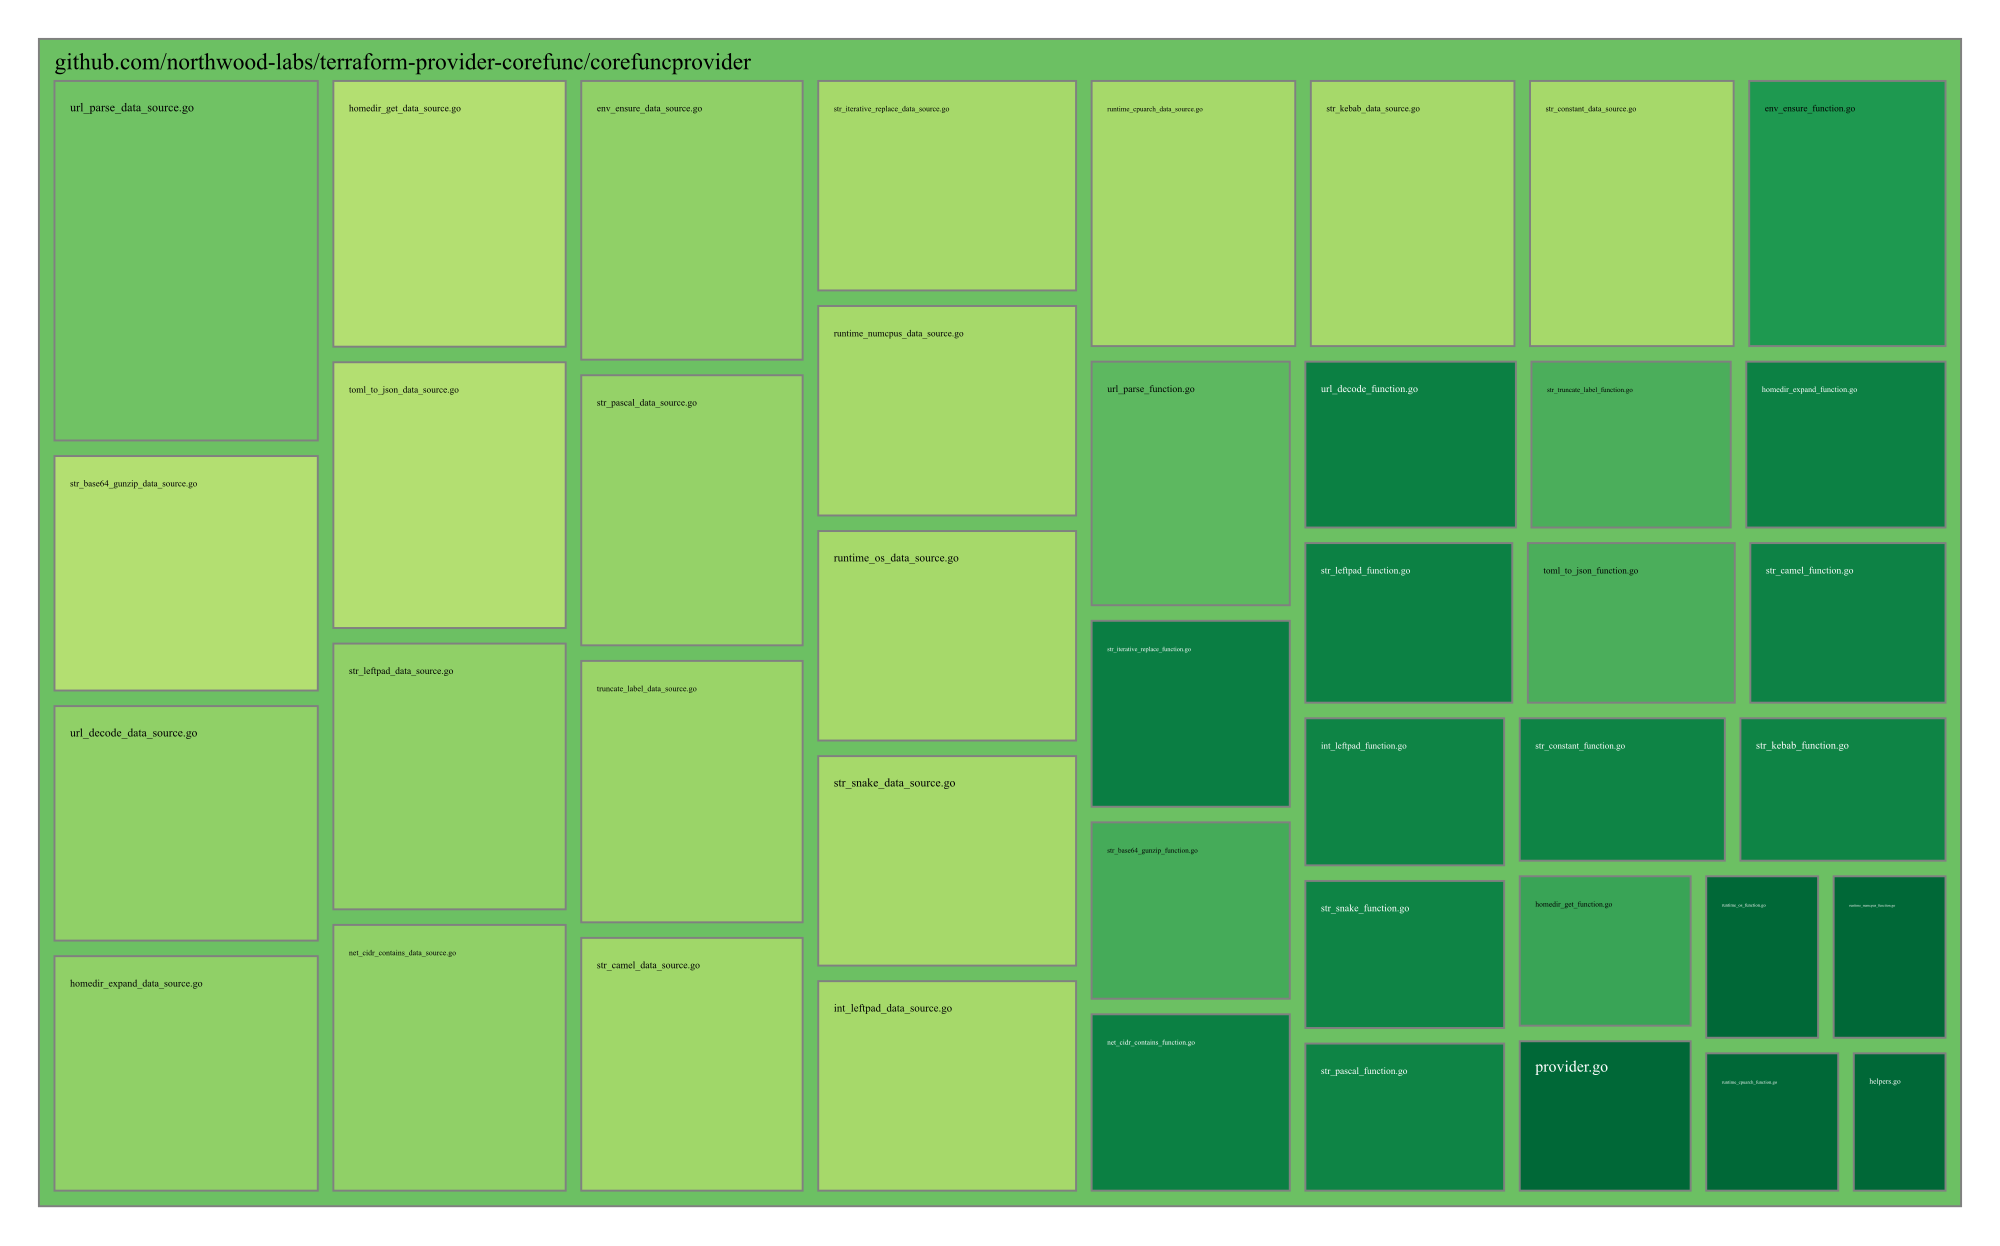 github.com/northwood-labs/terraform-provider-corefunc/corefuncprovider
url_parse_data_source.go
str_base64_gunzip_data_source.go
url_decode_data_source.go
homedir_expand_data_source.go
homedir_get_data_source.go
toml_to_json_data_source.go
str_leftpad_data_source.go
net_cidr_contains_data_source.go
env_ensure_data_source.go
str_pascal_data_source.go
truncate_label_data_source.go
str_camel_data_source.go
str_iterative_replace_data_source.go
runtime_numcpus_data_source.go
runtime_os_data_source.go
str_snake_data_source.go
int_leftpad_data_source.go
runtime_cpuarch_data_source.go
str_kebab_data_source.go
str_constant_data_source.go
env_ensure_function.go
url_parse_function.go
str_iterative_replace_function.go
str_base64_gunzip_function.go
net_cidr_contains_function.go
url_decode_function.go
str_truncate_label_function.go
homedir_expand_function.go
str_leftpad_function.go
toml_to_json_function.go
str_camel_function.go
int_leftpad_function.go
str_constant_function.go
str_kebab_function.go
str_snake_function.go
str_pascal_function.go
homedir_get_function.go
runtime_os_function.go
runtime_numcpus_function.go
provider.go
runtime_cpuarch_function.go
helpers.go